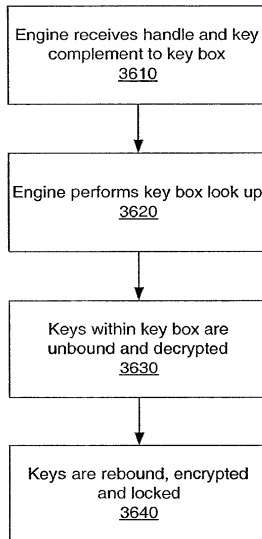 Engine receives handle and key
complement to key box
3610
Engine performs key box look up
3620
Keys within key box are
unbound and decrypted
3630
Keys are rebound, encrypted
and locked
3640